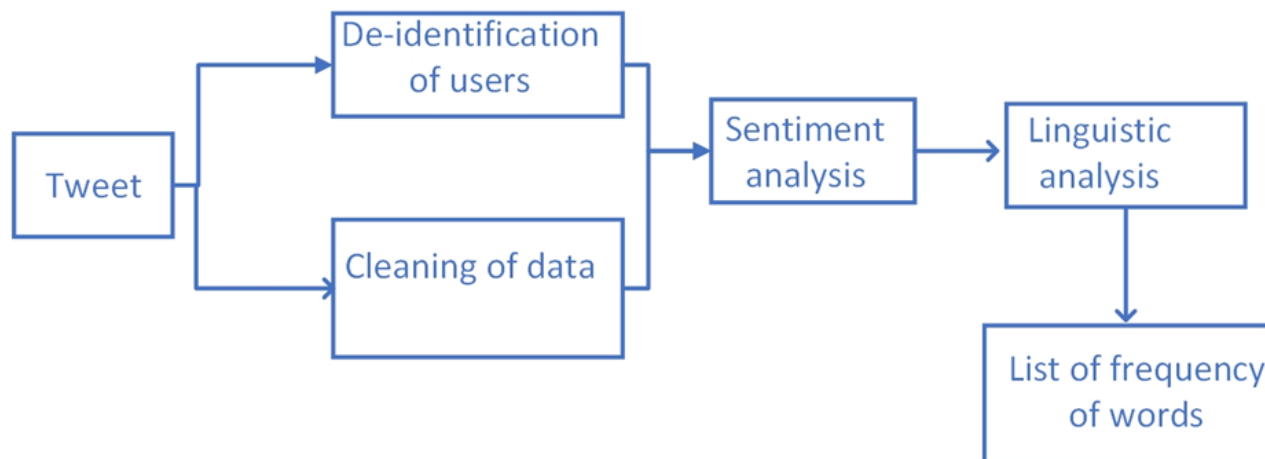 De-identification
of users
Tweet
Cleaning of data
Sentiment
analysis
Linguistic
analysis
List of frequency
of words